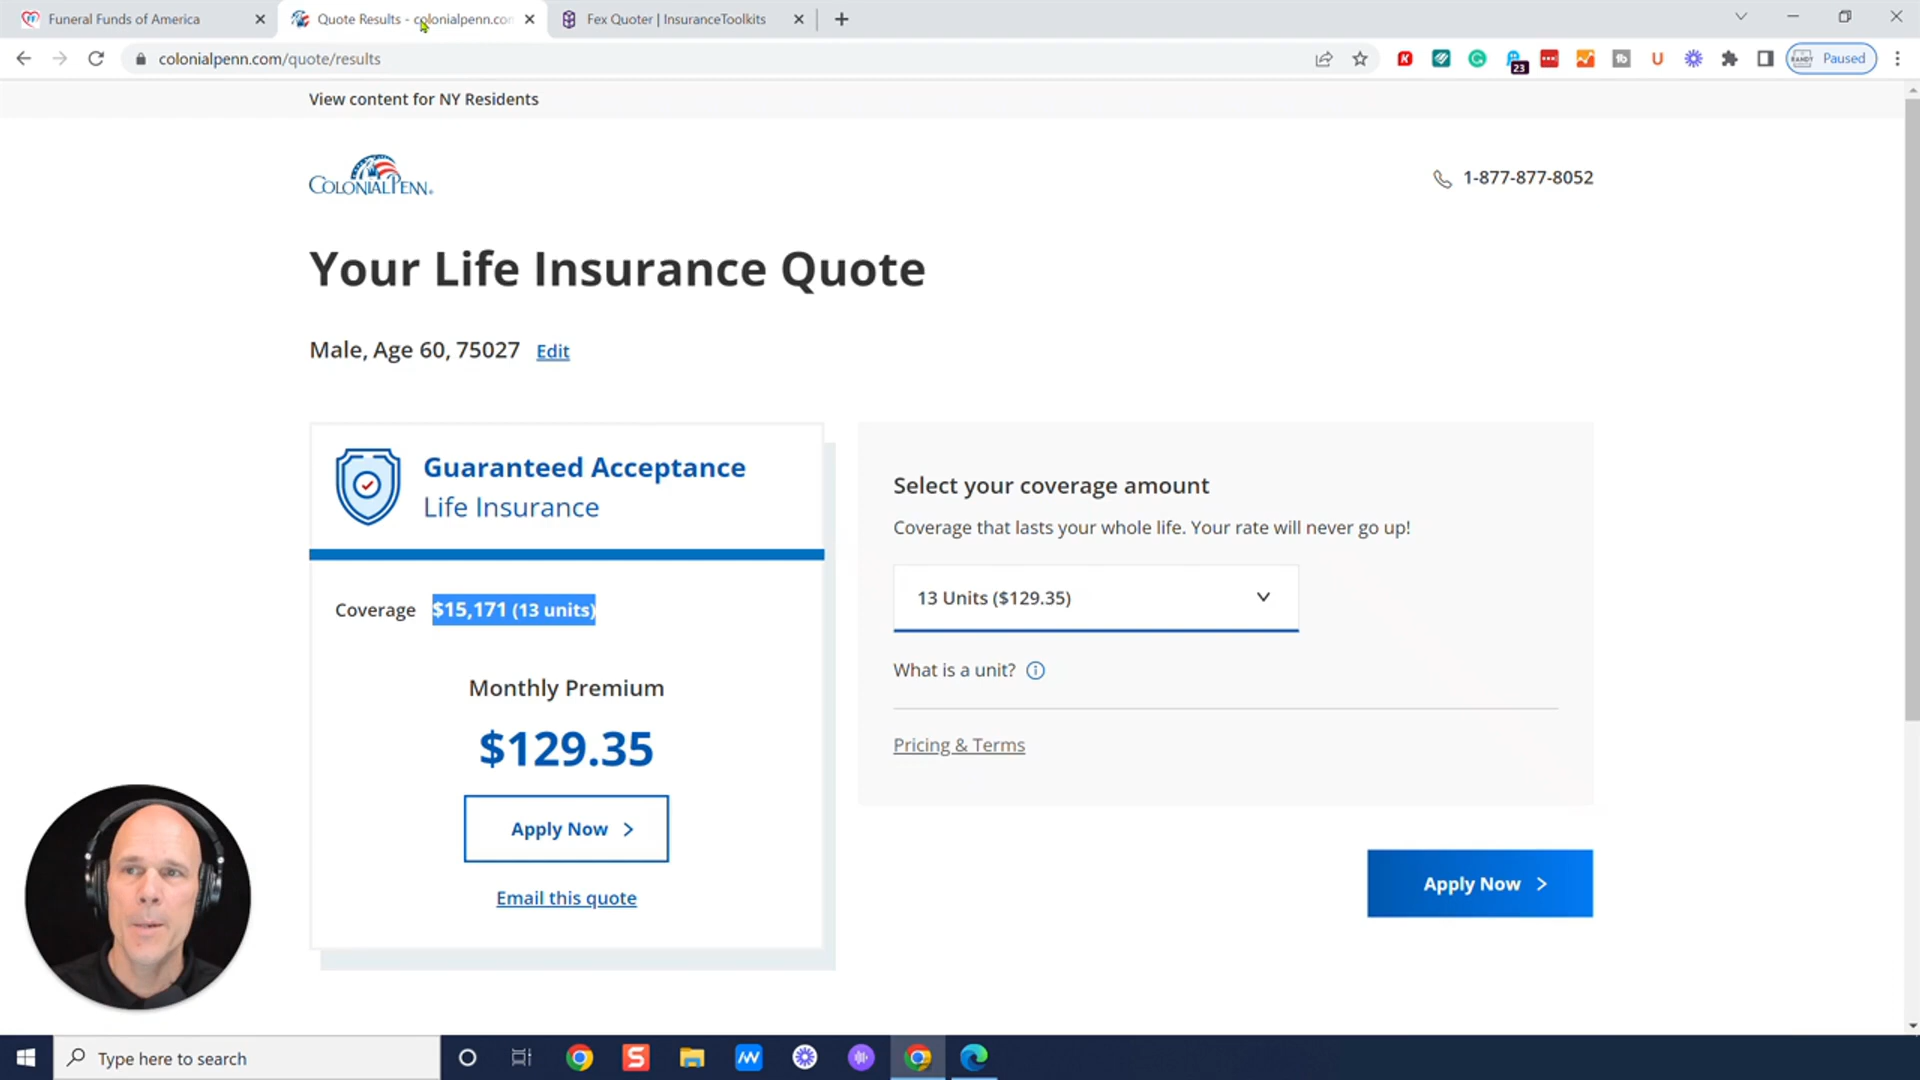 Funeral Funds of America
Quote Results - colonialpenn.com
Fex Quoter | InsuranceToolkits
colonialpenn.com/quote/results
23
RANDY
Paused
View content for NY Residents
COLONIAL PENN®
1-877-877-8052
Your Life Insurance Quote
Male, Age 60, 75027 Edit
Guaranteed Acceptance
Life Insurance
Coverage $15,171 (13 units)
Monthly Premium
$129.35
Apply Now
Email this quote
Select your coverage amount
Coverage that lasts your whole life. Your rate will never go up!
13 Units ($129.35)
What is a unit?
Pricing & Terms
Apply Now
Type here to search